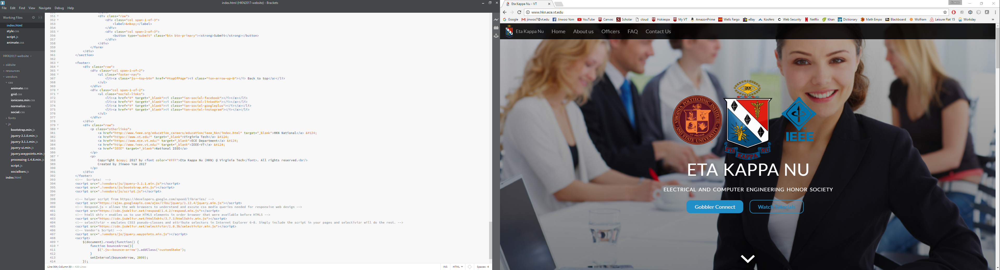 index.html (HKN2017-website) - Brackets
File Edit Find View Navigate Debug Help
Working Files
index.html
style.css
script.js
animate.css
HKN2017-website
oldsite
resources
vendors
css
animate.css
grid.css
ionicons.min.css
normalize.css
social.css
fonts
js
bootstrap.min.js
jquery-2.1.0.min.js
jquery-3.1.1.min.js
jquery-ui.min.js
jquery.waypoints.min.j
processing-1.4.8.min.js
script.js
socialbars.js
index.html
351 <div class="row">
352 <div class="col span-1-of-3">
353 <label>&nbsp;</label>
354 </div>
355 <div class="col span-2-of-3">
356 <button type="submit" class="btn btn-primary"><strong>Submit</strong></button>
357 </div>
358 </div>
359 </form>
360 </div>
361 </section>
362
363 <footer>
364 <div class="row">
365 <div class="col span-1-of-2">
366 <ul class="footer-nav">
367 <li><a class="js--top-btn" href="#topOfPage"><i class="ion-arrow-up-b"></i> Back to top</a></li>
368 </ul>
369 </div>
370 <div class="col span-1-of-2">
371 <ul class="social-links">
372 <li><a href="#" target="_blank"><i class="ion-social-facebook"></i></a></li>
373 <li><a href="#" target="_blank"><i class="ion-social-linkedin"></i></a></li>
374 <li><a href="#" target="_blank"><i class="ion-social-googleplus"></i></a></li>
375 <li><a href="#" target="_blank"><i class="ion-social-instagram"></i></a></li>
376 </ul>
377 </div>
378 </div>
379 <div class="row">
380 <p class="otherlinks">
381 <a href="http://www.ieee.org/education_careers/education/ieee_hkn/index.html" target="_blank">HKN National</a> &#124;
382 <a href="https://www.vt.edu/" target="_blank">Virginia Tech</a> &#124;
383 <a href="https://www.ece.vt.edu/" target="_blank">ECE Department</a> &#124;
384 <a href="http://www.ieee.vt.edu/" target="_blank">IEEE-VT</a> &#124;
385 <a href="IEEE" target="_blank">National IEEE</a>
386 </p>
387 <p>
388 Copyright &copy; 2017 by <font color="#FFF">Eta Kappa Nu (HKN) @ Virginia Tech</font>. All rights reserved.<br/>
389 Created by Jinwoo Yom 2017
390 </p>
391 </div>
392 </footer>
393 <!-- Scripts! -->
394 <script src="./vendors/js/jquery-3.1.1.min.js"></script>
395 <script src="./vendors/js/bootstrap.min.js"></script>
396 <script src="./vendors/js/script.js"></script>
397
398 <!-- helper script from https://developers.google.com/speed/libraries/ -->
399 <script src="https://ajax.googleapis.com/ajax/libs/jquery/1.12.4/jquery.min.js"></script>
400 <!-- Respond.js = allows the web browsers to understand and excute css media queries needed for responsive web design -->
401 <script src="https://cdn.jsdelivr.net/respond/1.4.2/respond.min.js"></script>
402 <!-- html5 shiv = enables us to use HTML5 elements in order browser that were available before HTML5 -->
403 <script src="https://cdn.jsdelivr.net/html5shiv/3.7.3/html5shiv.min.js"></script>
404 <!-- selectivizr = emulates CSS3 pseudo-classes and attribute selectors in Internet Explorer 6-8. Simply include the script in your pages and selectivizr will do the rest. -->
405 <script src="https://cdn.jsdelivr.net/selectivizr/1.0.3b/selectivizr.min.js"></script>
406 <!-- Vendor's Script! -->
407 <script src="./vendors/js/jquery.waypoints.min.js"></script>
408 <script>
409 $(document).ready(function() {
410 function bounceArrow(){
411 $('.js--bounce-arrow').addClass('customShake');
412 }
413 setInterval(bounceArrow, 2000);
414 });
Line 364, Column 30 — 420 Lines
INS HTML Spaces: 4
Eta Kappa Nu - VT
Jinwoo
www.hkn.ece.vt.edu
Google jinwoo7@vt.edu Jinwoo Yom YouTube Canvas Scholar cloud Hokiespa My VT AmazonPrime Wells Fargo eBay Koofers Web Security Netflix Khan Dictionary Math Empo Blackboard Wolfram Leisure Flat 15 Workday
Eta Kappa Nu Home About us Officers FAQ Contact Us
HKN
VIRGINIA POLYTECHNIC INSTITUTE
AND STATE UNIVERSITY
UT PROSIM
IEEE
ETA KAPPA NU
ETA KAPPA NU
ELECTRICAL AND COMPUTER ENGINEERING HONOR SOCIETY
Gobbler Connect Watch Tutorials